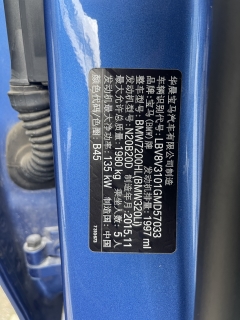 华晨宝马汽车有限公司制造
品牌:宝马(BMW)牌
车辆识别代号: LBV8V3101GMD57033
整车型号: BMW7200HL(BMW320Li)
发动机型号: N20B20D
发动机排量: 1997 ml
发动机最大净功率: 135 kW
制造年月: 2015.11
最大允许总质量: 1980 kg
乘坐人数: 5 人
颜色代码/色号: B45
制造国: 中国